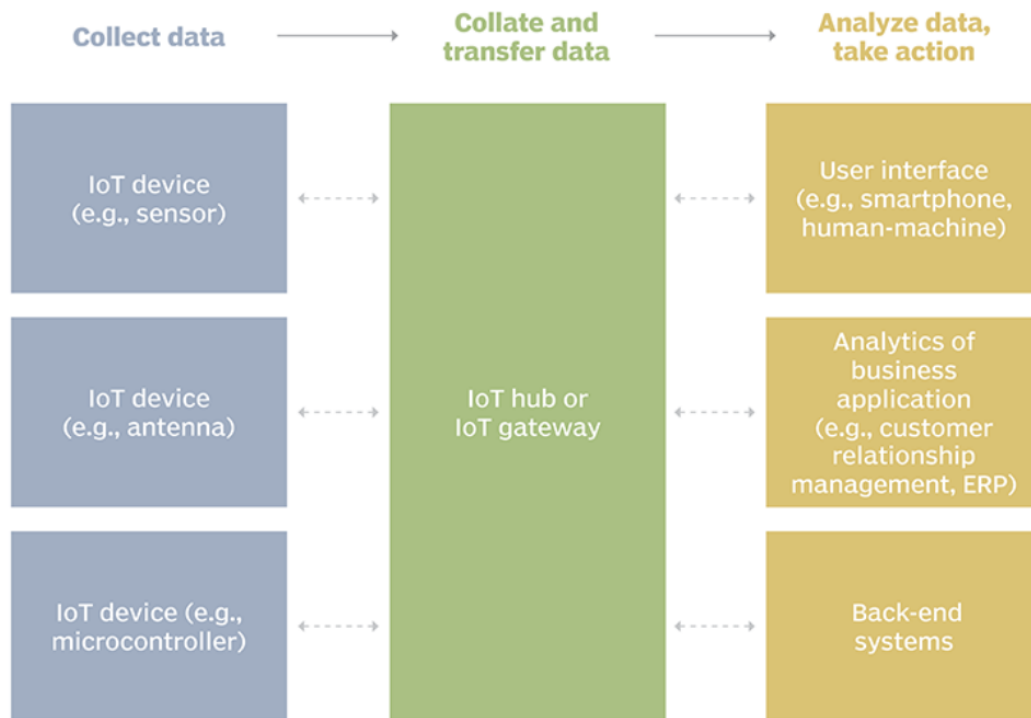 Collect data
Collate and
transfer data
Analyze data,
take action
IoT device
(e.g., sensor)
IoT device
(e.g., antenna)
IoT device (e.g.,
microcontroller)
IoT hub or
IoT gateway
User interface
(e.g., smartphone,
human-machine)
Analytics of
business
application
(e.g., customer
relationship
management, ERP)
Back-end
systems